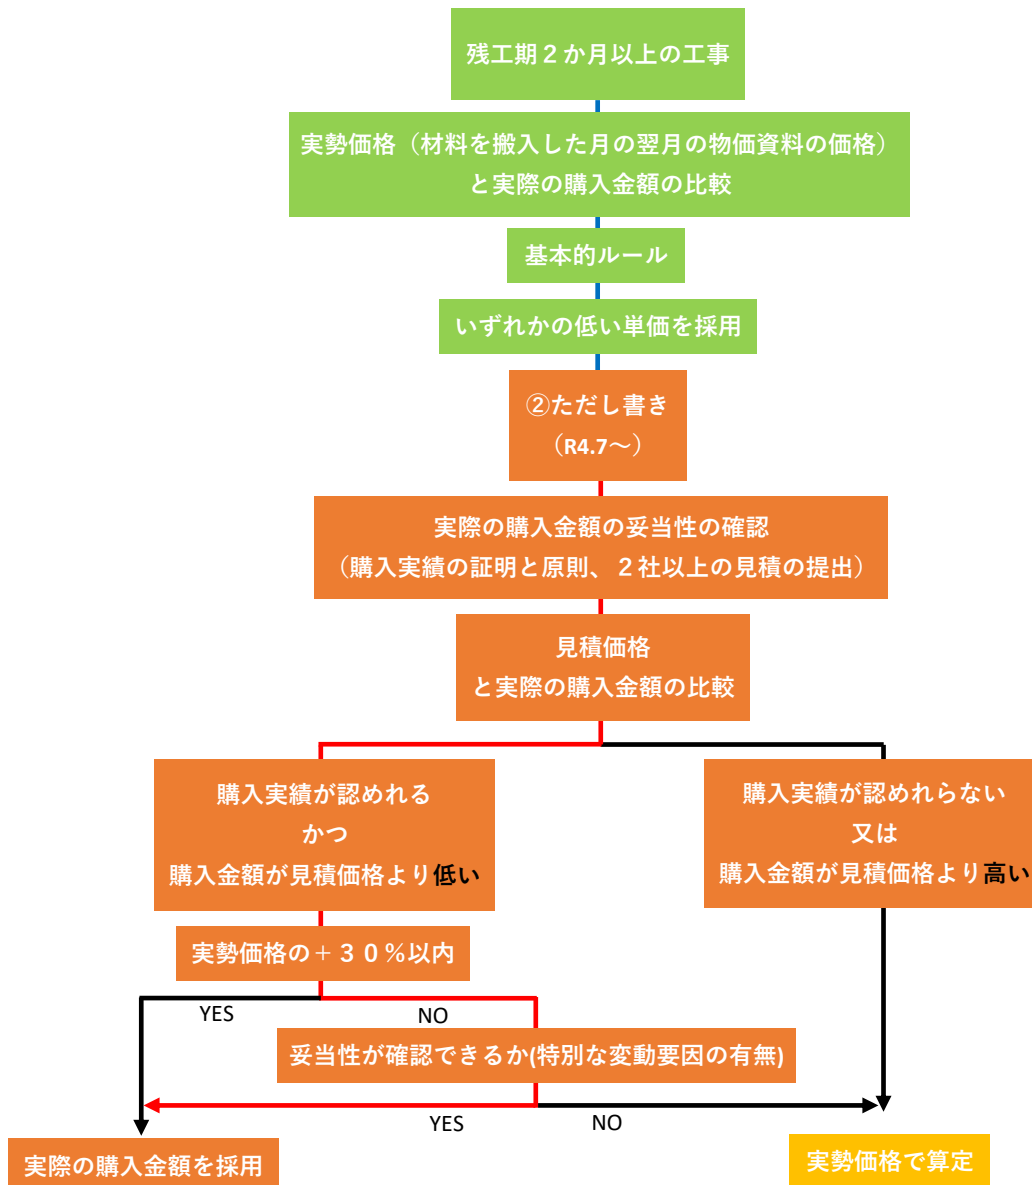 残工期２か月以上の工事
実勢価格（材料を搬入した月の翌月の物価資料の価格）
と実際の購入金額の比較
基本的ルール
いずれかの低い単価を採用
②ただし書き
（R4.7～）
実際の購入金額の妥当性の確認
（購入実績の証明と原則、２社以上の見積の提出）
見積価格
と実際の購入金額の比較
購入実績が認めれる
かつ
購入金額が見積価格より低い
購入実績が認めれらない
又は
購入金額が見積価格より高い
実勢価格の＋３０％以内
YES
NO
妥当性が確認できるか(特別な変動要因の有無)
YES
NO
実際の購入金額を採用
実勢価格で算定